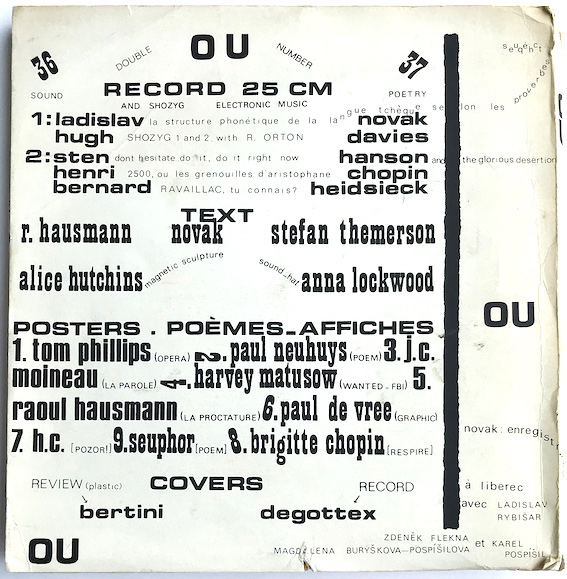 36 DOUBLE OU NUMBER 37
SOUND RECORD 25 CM POETRY
AND SHOZYG ELECTRONIC MUSIC
1:ladislav la structure phonétique de la langue tchèque selon les proverbes novak
hugh SHOZYG 1 and 2, with R. ORTON davies
2:sten dont hesitate do it, do it right now hanson and the glorious desertion
henri 2500, ou les grenouilles d'aristophane chopin
bernard RAVAILLAC, tu connais? heidsieck
TEXT
r. hausmann novak stefan themerson
alice hutchins magnetic sculpture sound-hat anna lockwood
OU
POSTERS . POÈMES-AFFICHES
1. tom phillips (OPERA) 2. paul neuhuys (POEM) 3. j.c.
moineau (LA PAROLE) 4. harvey matusow (WANTED-FBI) 5.
raoul hausmann (LA PROCTATURE) 6. paul de vree (GRAPHIC)
7. h.c. [POZOR!] 9. seuphor [POEM] 8. brigitte chopin [RESPIRE]
REVIEW (plastic) COVERS RECORD
bertini degottex
OU
novak: enregist
à liberec
avec LADISLAV
RYBIŠAR
ZDENĚK FLEKNA
MAGDALENA BURYŠKOVA-POSPÍŠILOVA et KAREL
POSPÍŠIL